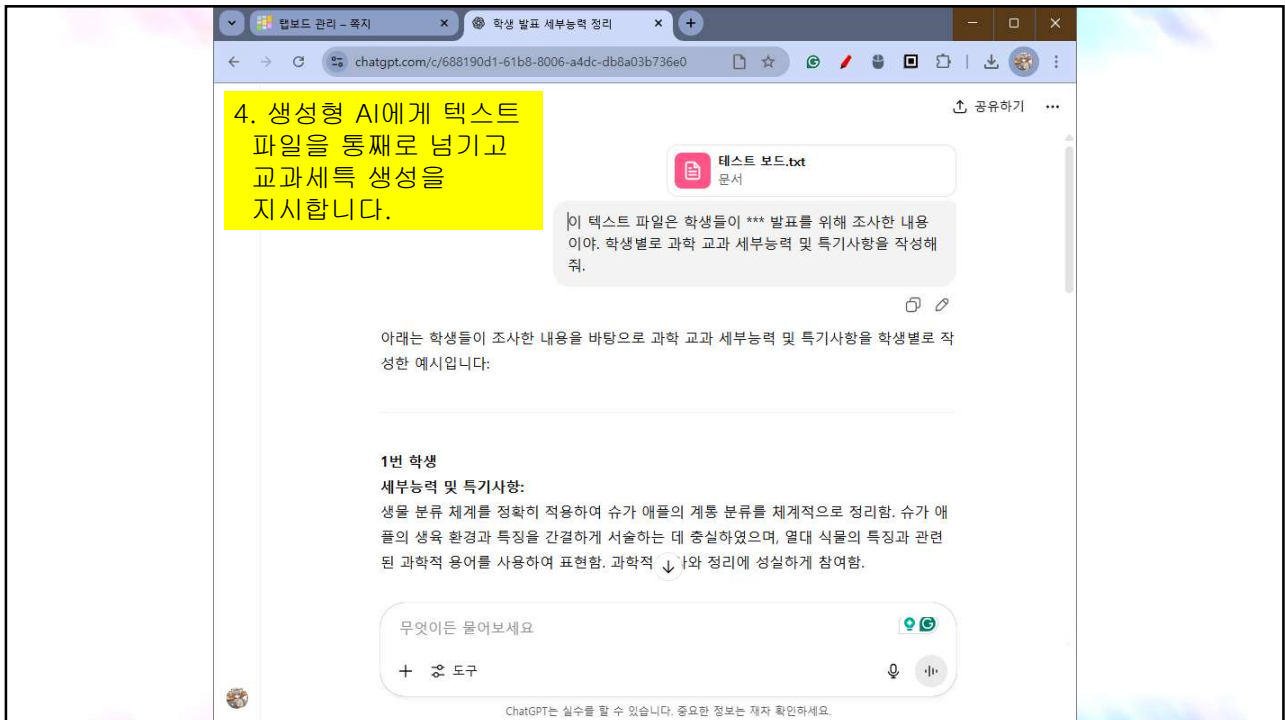 탭보드 관리 – 쪽지
학생 발표 세부능력 정리
chatgpt.com/c/688190d1-61b8-8006-a4dc-db8a03b736e0
4. 생성형 AI에게 텍스트
파일을 통째로 넘기고
교과세특 생성을
지시합니다.
공유하기
테스트 보드.txt
문서
이 텍스트 파일은 학생들이 *** 발표를 위해 조사한 내용
이야. 학생별로 과학 교과 세부능력 및 특기사항을 작성해
줘.
아래는 학생들이 조사한 내용을 바탕으로 과학 교과 세부능력 및 특기사항을 학생별로 작
성한 예시입니다:
1번 학생
세부능력 및 특기사항:
생물 분류 체계를 정확히 적용하여 슈가 애플의 계통 분류를 체계적으로 정리함. 슈가 애
플의 생육 환경과 특징을 간결하게 서술하는 데 충실하였으며, 열대 식물의 특징과 관련
된 과학적 용어를 사용하여 표현함. 과학적 와 정리에 성실하게 참여함.
무엇이든 물어보세요
도구
ChatGPT는 실수를 할 수 있습니다. 중요한 정보는 재차 확인하세요.